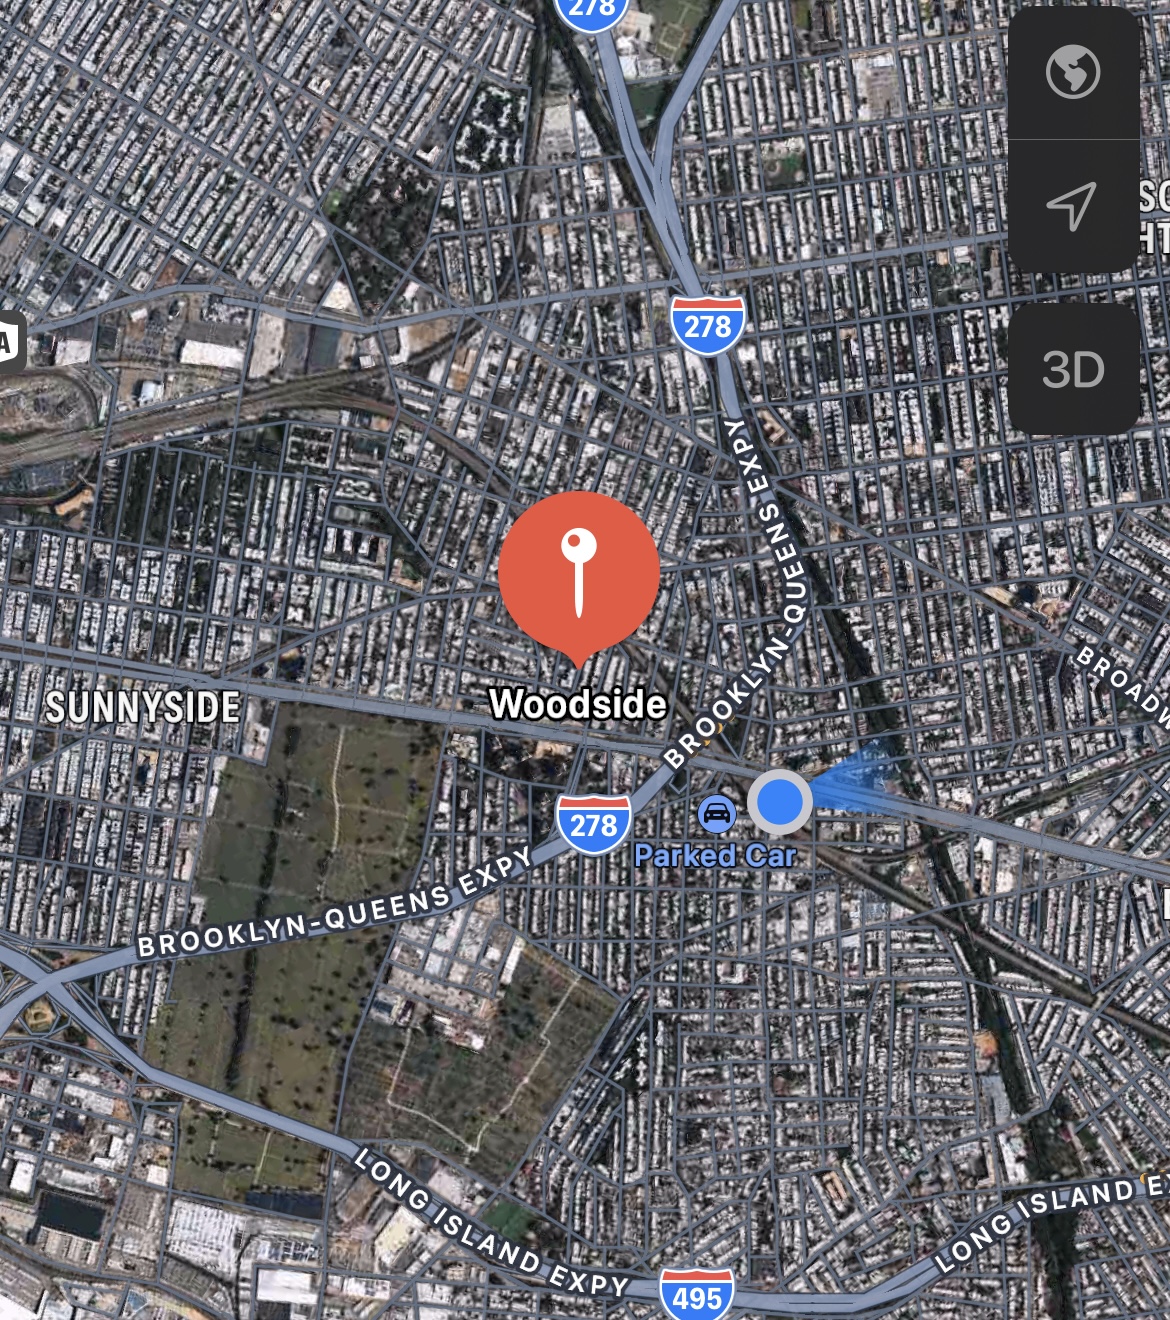 278
278
3D
BROOKLYN-QUEENS EXPY
BROADW
SUNNYSIDE
Woodside
278
Parked Car
BROOKLYN-QUEENS EXPY
LONG ISLAND EXPY
LONG ISLAND E
495